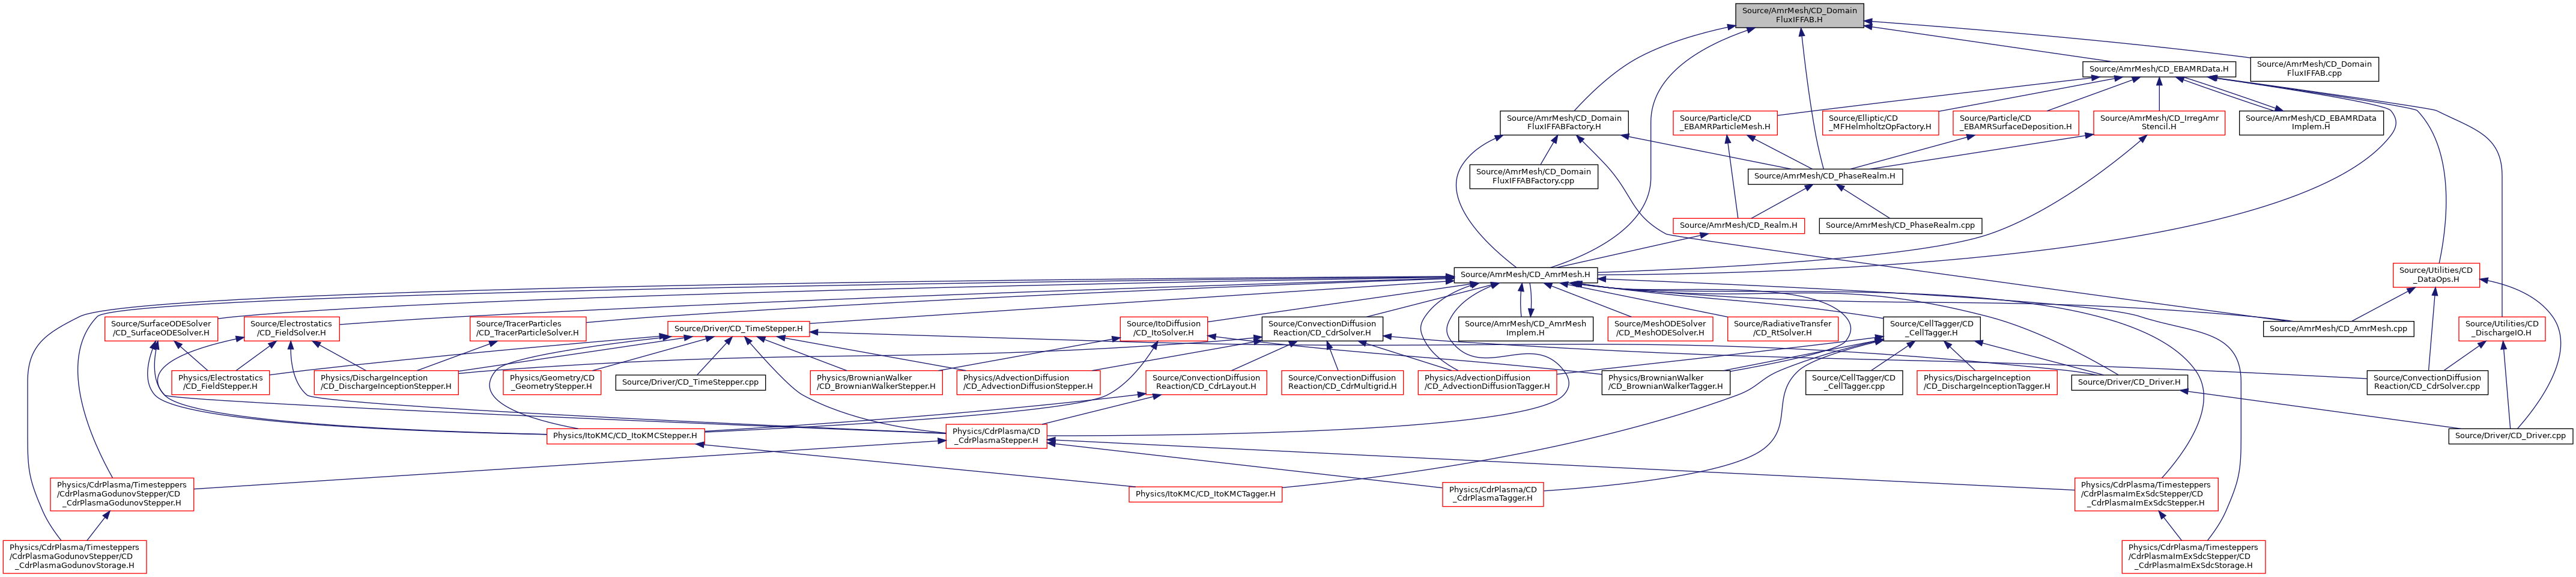 Source/AmrMesh/CD_Domain
FluxIFFAB.H
Source/AmrMesh/CD_EBAMRData.H
Source/AmrMesh/CD_Domain
FluxIFFAB.cpp
Source/AmrMesh/CD_Domain
FluxIFFABFactory.H
Source/Particle/CD
_EBAMRParticleMesh.H
Source/Elliptic/CD
_MFHelmholtzOpFactory.H
Source/Particle/CD
_EBAMRSurfaceDeposition.H
Source/AmrMesh/CD_IrregAmr
Stencil.H
Source/AmrMesh/CD_EBAMRData
Implem.H
Source/AmrMesh/CD_Domain
FluxIFFABFactory.cpp
Source/AmrMesh/CD_PhaseRealm.H
Source/AmrMesh/CD_Realm.H
Source/AmrMesh/CD_PhaseRealm.cpp
Source/AmrMesh/CD_AmrMesh.H
Source/Utilities/CD
_DataOps.H
Source/SurfaceODESolver
/CD_SurfaceODESolver.H
Source/Electrostatics
/CD_FieldSolver.H
Source/TracerParticles
/CD_TracerParticleSolver.H
Source/Driver/CD_TimeStepper.H
Source/ItoDiffusion
/CD_ItoSolver.H
Source/ConvectionDiffusion
Reaction/CD_CdrSolver.H
Source/AmrMesh/CD_AmrMesh
Implem.H
Source/MeshODESolver
/CD_MeshODESolver.H
Source/RadiativeTransfer
/CD_RtSolver.H
Source/CellTagger/CD
_CellTagger.H
Source/AmrMesh/CD_AmrMesh.cpp
Source/Utilities/CD
_DischargeIO.H
Physics/Electrostatics
/CD_FieldStepper.H
Physics/DischargeInception
/CD_DischargeInceptionStepper.H
Physics/Geometry/CD
_GeometryStepper.H
Source/Driver/CD_TimeStepper.cpp
Physics/BrownianWalker
/CD_BrownianWalkerStepper.H
Physics/AdvectionDiffusion
/CD_AdvectionDiffusionStepper.H
Source/ConvectionDiffusion
Reaction/CD_CdrLayout.H
Source/ConvectionDiffusion
Reaction/CD_CdrMultigrid.H
Physics/AdvectionDiffusion
/CD_AdvectionDiffusionTagger.H
Physics/BrownianWalker
/CD_BrownianWalkerTagger.H
Source/CellTagger/CD
_CellTagger.cpp
Physics/DischargeInception
/CD_DischargeInceptionTagger.H
Source/Driver/CD_Driver.H
Source/ConvectionDiffusion
Reaction/CD_CdrSolver.cpp
Physics/ItoKMC/CD_ItoKMCStepper.H
Physics/CdrPlasma/CD
_CdrPlasmaStepper.H
Source/Driver/CD_Driver.cpp
Physics/CdrPlasma/Timesteppers
/CdrPlasmaGodunovStepper/CD
_CdrPlasmaGodunovStepper.H
Physics/ItoKMC/CD_ItoKMCTagger.H
Physics/CdrPlasma/CD
_CdrPlasmaTagger.H
Physics/CdrPlasma/Timesteppers
/CdrPlasmaImExSdcStepper/CD
_CdrPlasmaImExSdcStepper.H
Physics/CdrPlasma/Timesteppers
/CdrPlasmaGodunovStepper/CD
_CdrPlasmaGodunovStorage.H
Physics/CdrPlasma/Timesteppers
/CdrPlasmaImExSdcStepper/CD
_CdrPlasmaImExSdcStorage.H